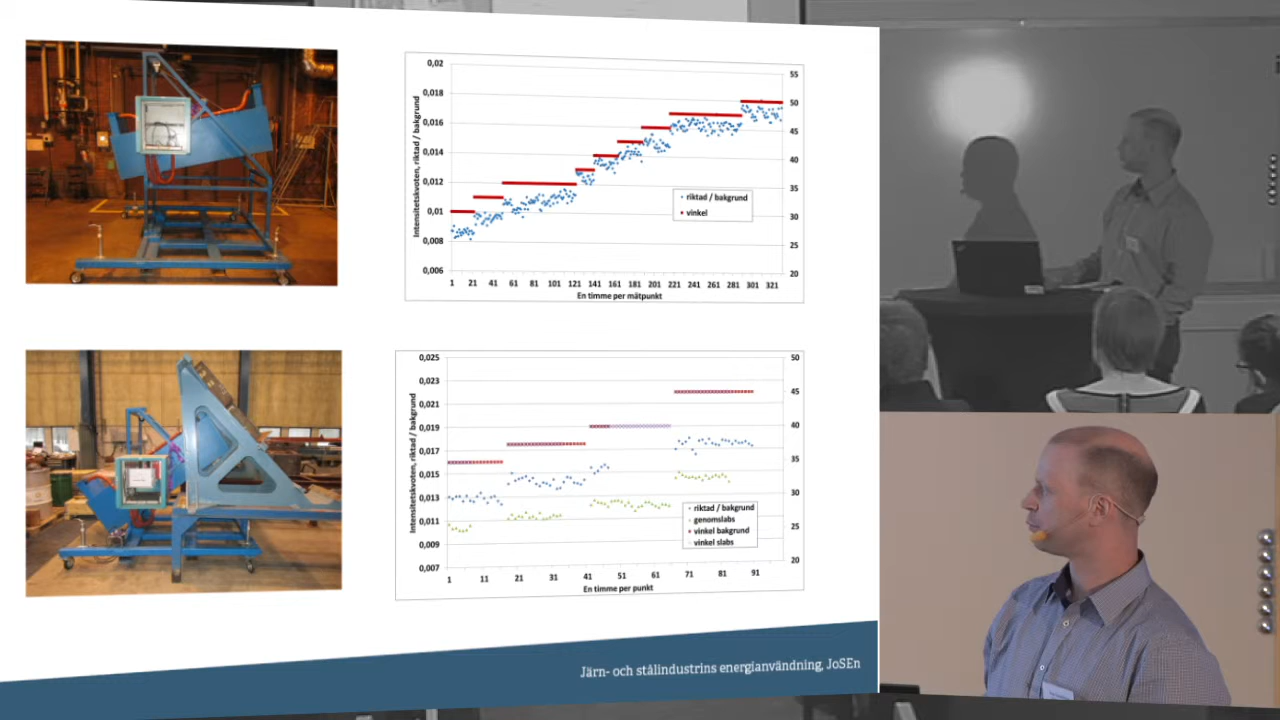 0,02
0,018
0,016
0,014
0,012
0,01
0,008
0,006
Intensitetskvoten, riktad / bakgrund
55
50
45
40
35
30
25
20
riktad / bakgrund
vinkel
1 21 41 61 81 101 121 141 161 181 201 221 241 261 281 301 321
En timme per mätpunkt
0,025
0,023
0,021
0,019
0,017
0,015
0,013
0,011
0,009
0,007
Intensitetskvoten, riktad / bakgrund
50
45
40
35
30
25
20
riktad / bakgrund
genomslabs
vinkel bakgrund
vinkel slabs
1 11 21 31 41 51 61 71 81 91
En timme per punkt
Järn- och stålindustrins energianvändning, JoSEn